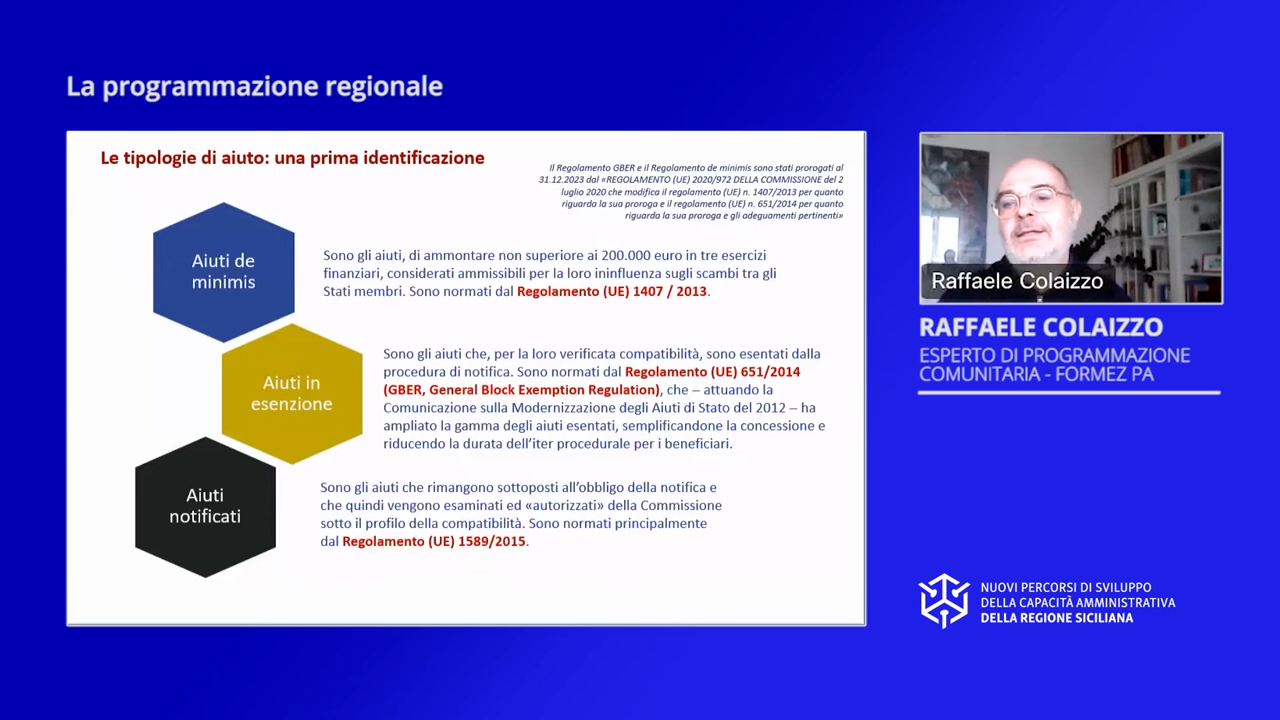 La programmazione regionale
Le tipologie di aiuto: una prima identificazione
Il Regolamento GBER e il Regolamento de minimis sono stati prorogati al
31.12.2023 dal «REGOLAMENTO (UE) 2020/972 DELLA COMMISSIONE del 2
luglio 2020 che modifica il regolamento (UE) n. 1407/2013 per quanto
riguarda la sua proroga e il regolamento (UE) n. 651/2014 per quanto
riguarda la sua proroga e gli adeguamenti pertinenti»
Aiuti de
minimis
Sono gli aiuti, di ammontare non superiore ai 200.000 euro in tre esercizi
finanziari, considerati ammissibili per la loro ininfluenza sugli scambi tra gli
Stati membri. Sono normati dal Regolamento (UE) 1407 / 2013.
Aiuti in
esenzione
Sono gli aiuti che, per la loro verificata compatibilità, sono esentati dalla
procedura di notifica. Sono normati dal Regolamento (UE) 651/2014
(GBER, General Block Exemption Regulation), che – attuando la
Comunicazione sulla Modernizzazione degli Aiuti di Stato del 2012 – ha
ampliato la gamma degli aiuti esentati, semplificandone la concessione e
riducendo la durata dell'iter procedurale per i beneficiari.
Aiuti
notificati
Sono gli aiuti che rimangono sottoposti all'obbligo della notifica e
che quindi vengono esaminati ed «autorizzati» della Commissione
sotto il profilo della compatibilità. Sono normati principalmente
dal Regolamento (UE) 1589/2015.
Raffaele Colaizzo
RAFFAELE COLAIZZO
ESPERTO DI PROGRAMMAZIONE
COMUNITARIA - FORMEZ PA
NUOVI PERCORSI DI SVILUPPO
DELLA CAPACITÀ AMMINISTRATIVA
DELLA REGIONE SICILIANA